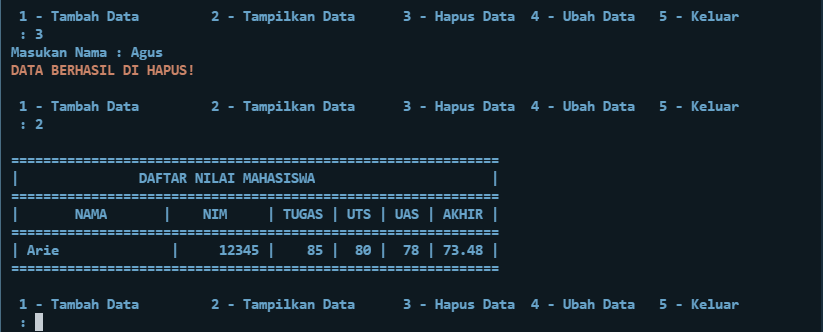 1 - Tambah Data         2 - Tampilkan Data      3 - Hapus Data  4 - Ubah Data   5 - Keluar
 : 3
Masukan Nama : Agus
DATA BERHASIL DI HAPUS!
 1 - Tambah Data         2 - Tampilkan Data      3 - Hapus Data  4 - Ubah Data   5 - Keluar
 : 2
=============================================================
|               DAFTAR NILAI MAHASISWA                      |
=============================================================
|       NAMA       |    NIM     | TUGAS | UTS | UAS | AKHIR |
=============================================================
| Arie              |     12345 |    85 |  80 |  78 | 73.48 |
=============================================================
 1 - Tambah Data         2 - Tampilkan Data      3 - Hapus Data  4 - Ubah Data   5 - Keluar
 :